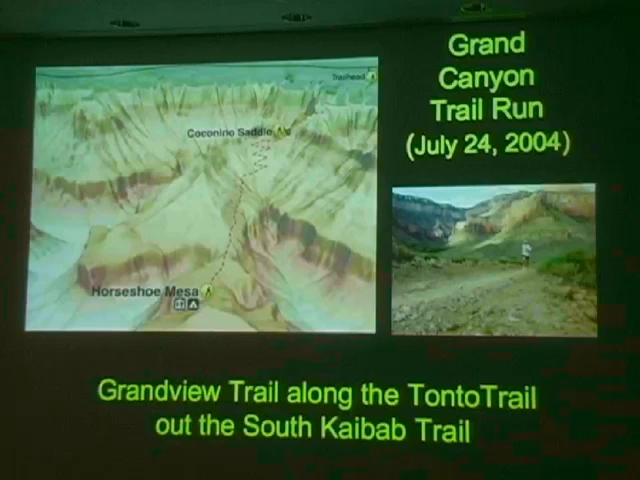 Grand
Canyon
Trail Run
(July 24, 2004)
Trailhead
Coconino Saddle
Horseshoe Mesa
Grandview Trail along the TontoTrail
out the South Kaibab Trail